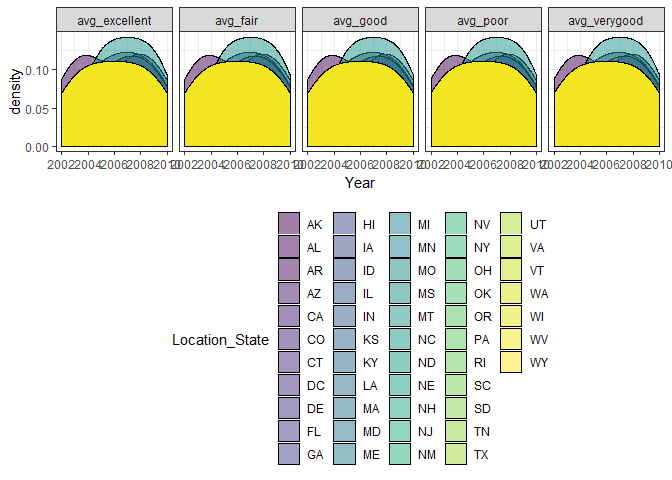 avg_excellent avg_fair avg_good avg_poor avg_verygood
density
0.10
0.05
0.00
2002 2004 2006 2008 2010 2002 2004 2006 2008 2010 2002 2004 2006 2008 2010 2002 2004 2006 2008 2010 2002 2004 2006 2008 2010
Year
Location_State
AK HI MI NV UT
AL IA MN NY VA
AR ID MO OH VT
AZ IL MS OK WA
CA IN MT OR WI
CO KS NC PA WV
CT KY ND RI WY
DC LA NE SC
DE MA NH SD
FL MD NJ TN
GA ME NM TX